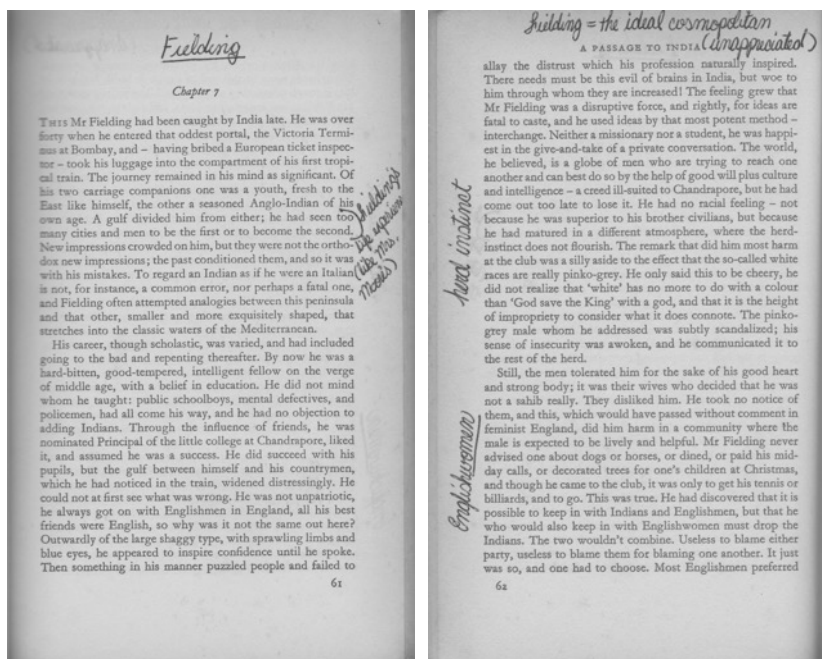 Fielding
Chapter 7
THIS Mr Fielding had been caught by India late. He was over
forty when he entered that oddest portal, the Victoria Termi-
nus at Bombay, and – having bribed a European ticket inspec-
tor – took his luggage into the compartment of his first tropi-
cal train. The journey remained in his mind as significant. Of
his two carriage companions one was a youth, fresh to the
East like himself, the other a seasoned Anglo-Indian of his
own age. A gulf divided him from either; he had seen too
many cities and men to be the first or to become the second.
New impressions crowded on him, but they were not the ortho-
dox new impressions; the past conditioned them, and so it was
with his mistakes. To regard an Indian as if he were an Italian
is not, for instance, a common error, nor perhaps a fatal one,
and Fielding often attempted analogies between this peninsula
and that other, smaller and more exquisitely shaped, that
stretches into the classic waters of the Mediterranean.
His career, though scholastic, was varied, and had included
going to the bad and repenting thereafter. By now he was a
hard-bitten, good-tempered, intelligent fellow on the verge
of middle age, with a belief in education. He did not mind
whom he taught: public schoolboys, mental defectives, and
policemen, had all come his way, and he had no objection to
adding Indians. Through the influence of friends, he was
nominated Principal of the little college at Chandrapore, liked
it, and assumed he was a success. He did succeed with his
pupils, but the gulf between himself and his countrymen,
which he had noticed in the train, widened distressingly. He
could not at first see what was wrong. He was not unpatriotic,
he always got on with Englishmen in England, all his best
friends were English, so why was it not the same out here?
Outwardly of the large shaggy type, with sprawling limbs and
blue eyes, he appeared to inspire confidence until he spoke.
Then something in his manner puzzled people and failed to
61
Fielding's
life experience
(like Mrs.
Moore's)
Fielding = the ideal cosmopolitan
(unappreciated)
A PASSAGE TO INDIA
allay the distrust which his profession naturally inspired.
There needs must be this evil of brains in India, but woe to
him through whom they are increased! The feeling grew that
Mr Fielding was a disruptive force, and rightly, for ideas are
fatal to caste, and he used ideas by that most potent method –
interchange. Neither a missionary nor a student, he was happi-
est in the give-and-take of a private conversation. The world,
he believed, is a globe of men who are trying to reach one
another and can best do so by the help of good will plus culture
and intelligence – a creed ill-suited to Chandrapore, but he had
come out too late to lose it. He had no racial feeling – not
because he was superior to his brother civilians, but because
he had matured in a different atmosphere, where the herd-
instinct does not flourish. The remark that did him most harm
at the club was a silly aside to the effect that the so-called white
races are really pinko-grey. He only said this to be cheery, he
did not realize that 'white' has no more to do with a colour
than 'God save the King' with a god, and that it is the height
of impropriety to consider what it does connote. The pinko-
grey male whom he addressed was subtly scandalized; his
sense of insecurity was awoken, and he communicated it to
the rest of the herd.
Still, the men tolerated him for the sake of his good heart
and strong body; it was their wives who decided that he was
not a sahib really. They disliked him. He took no notice of
them, and this, which would have passed without comment in
feminist England, did him harm in a community where the
male is expected to be lively and helpful. Mr Fielding never
advised one about dogs or horses, or dined, or paid his mid-
day calls, or decorated trees for one's children at Christmas,
and though he came to the club, it was only to get his tennis or
billiards, and to go. This was true. He had discovered that it is
possible to keep in with Indians and Englishmen, but that he
who would also keep in with Englishwomen must drop the
Indians. The two wouldn't combine. Useless to blame either
party, useless to blame them for blaming one another. It just
was so, and one had to choose. Most Englishmen preferred
62
herd instinct
Englishwomen